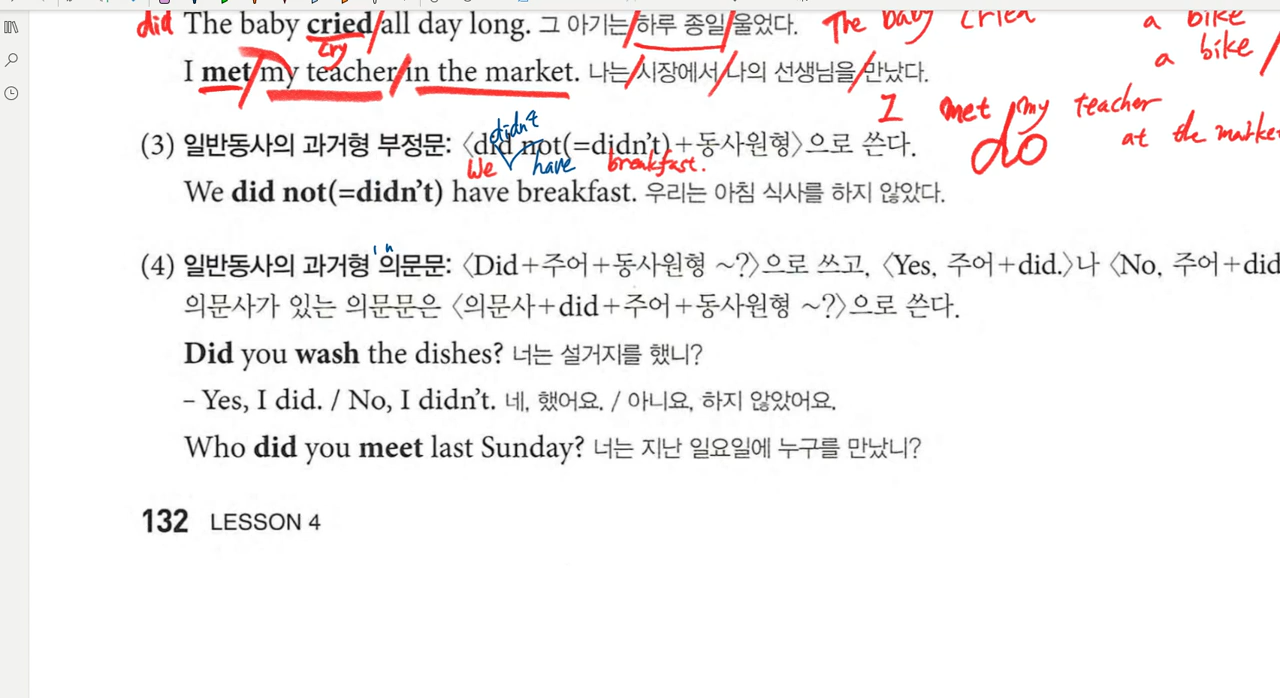 did The baby cried all day long. 그 아기는 하루 종일 울었다. The baby cried a bike
cry
a bike
I met my teacher in the market. 나는 시장에서 나의 선생님을 만났다.
I met my teacher
at the market
do
didn't
(3) 일반동사의 과거형 부정문: 〈did not(=didn't)+동사원형〉으로 쓴다.
We have breakfast.
We did not(=didn't) have breakfast. 우리는 아침 식사를 하지 않았다.
(4) 일반동사의 과거형 의문문: 〈Did+주어+동사원형 ~?〉으로 쓰고, 〈Yes, 주어+did.〉나 〈No, 주어+did
의문사가 있는 의문문은 〈의문사+did+주어+동사원형 ~?〉으로 쓴다.
Did you wash the dishes? 너는 설거지를 했니?
– Yes, I did. / No, I didn't. 네, 했어요. / 아니요, 하지 않았어요.
Who did you meet last Sunday? 너는 지난 일요일에 누구를 만났니?
132 LESSON 4